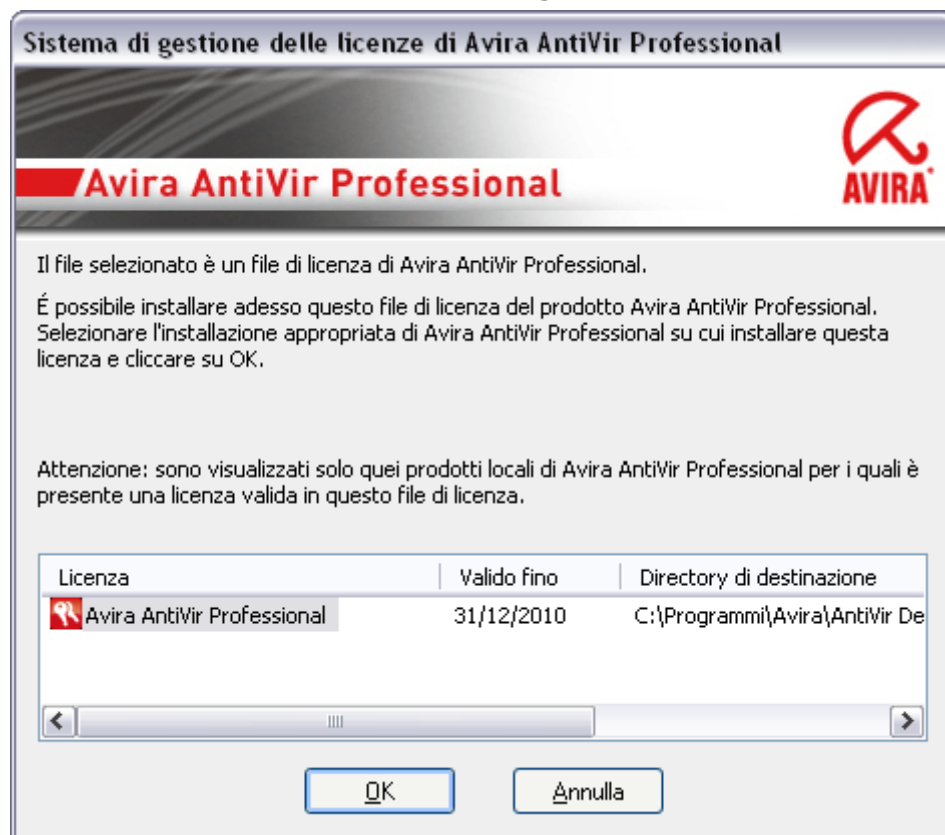 Sistema di gestione delle licenze di Avira AntiVir Professional
Avira AntiVir Professional
AVIRA
Il file selezionato è un file di licenza di Avira AntiVir Professional.
É possibile installare adesso questo file di licenza del prodotto Avira AntiVir Professional.
Selezionare l'installazione appropriata di Avira AntiVir Professional su cui installare questa
licenza e cliccare su OK.
Attenzione: sono visualizzati solo quei prodotti locali di Avira AntiVir Professional per i quali è
presente una licenza valida in questo file di licenza.
Licenza Valido fino Directory di destinazione
Avira AntiVir Professional 31/12/2010 C:\Programmi\Avira\AntiVir De
OK Annulla